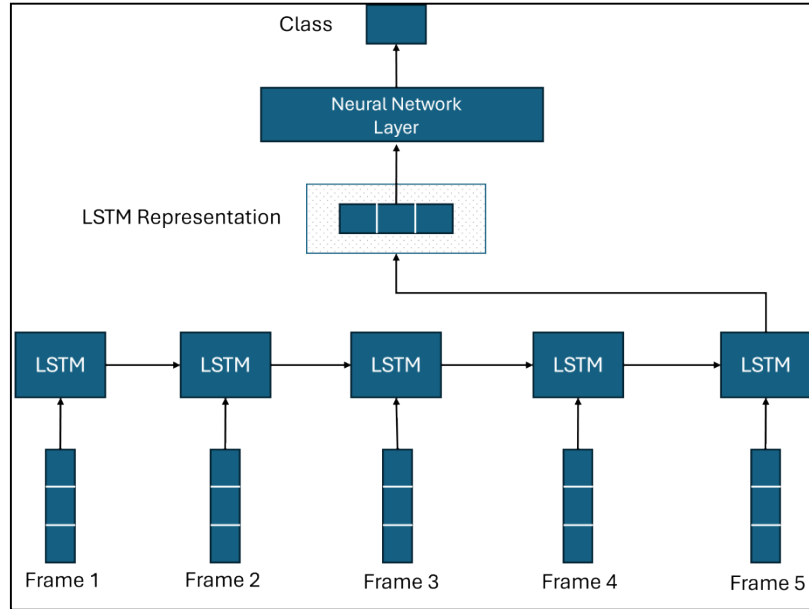 Class
Neural Network
Layer
LSTM Representation
LSTM
LSTM
LSTM
LSTM
LSTM
Frame 1
Frame 2
Frame 3
Frame 4
Frame 5